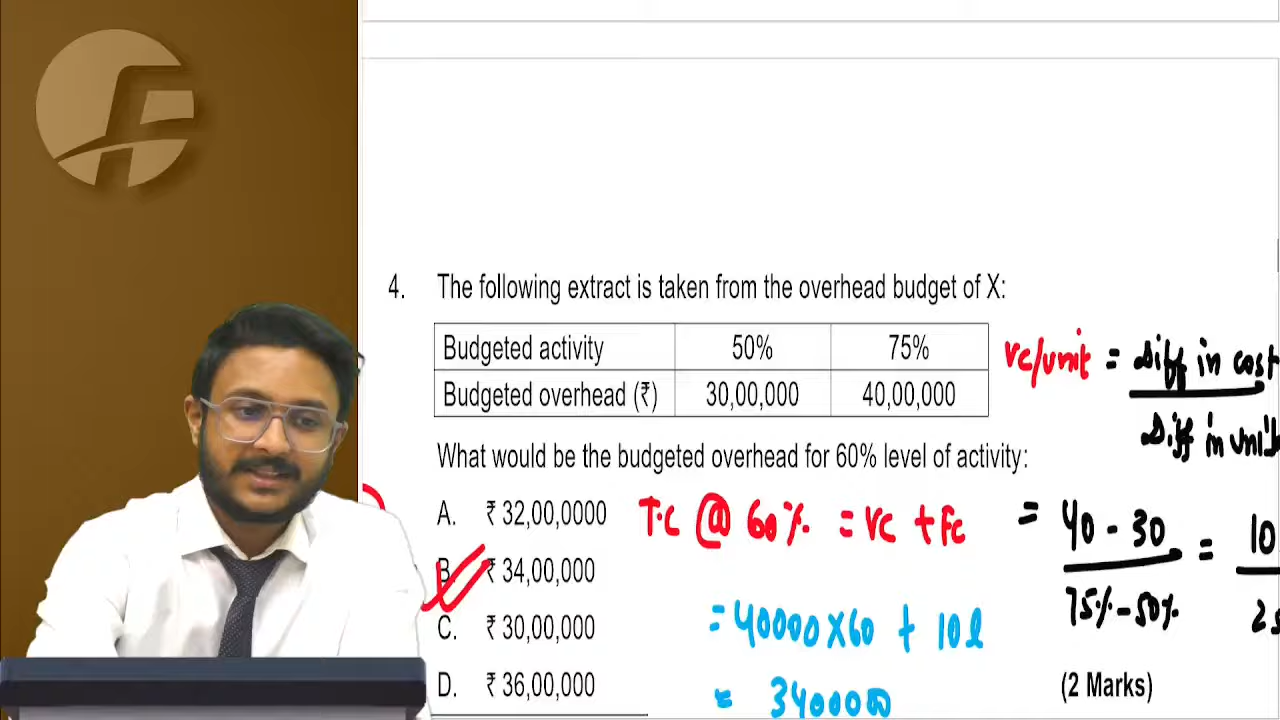 4. The following extract is taken from the overhead budget of X:
Budgeted activity 50% 75%
Budgeted overhead (₹) 30,00,000 40,00,000
What would be the budgeted overhead for 60% level of activity:
A. ₹ 32,00,0000
B. ₹ 34,00,000
C. ₹ 30,00,000
D. ₹ 36,00,000
(2 Marks)
VC/unit = Diff in cost
Diff in unit
= 40 - 30 = 10
75% - 50%
T.C @ 60% = VC + FC
= 40000 X 60 + 10l
= 3400000